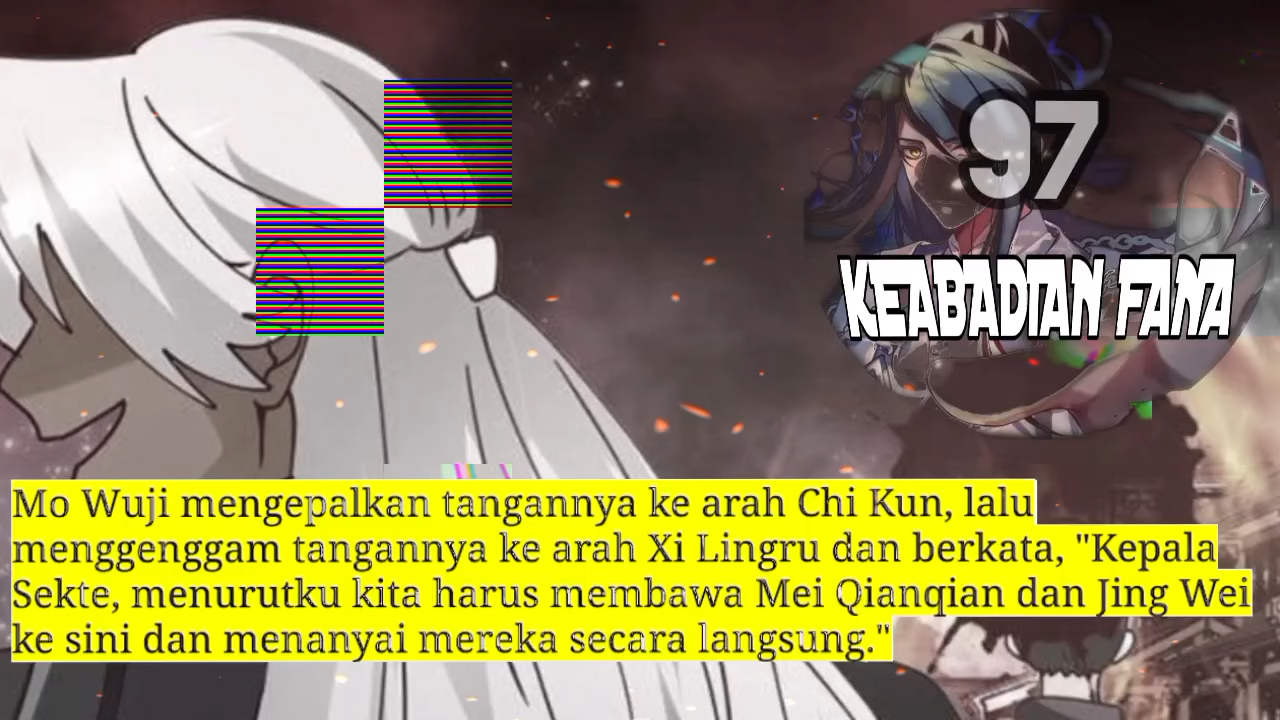 97
KEABADIAN FANA
Mo Wuji mengepalkan tangannya ke arah Chi Kun, lalu
menggenggam tangannya ke arah Xi Lingru dan berkata, "Kepala
Sekte, menurutku kita harus membawa Mei Qianqian dan Jing Wei
ke sini dan menanyai mereka secara langsung."